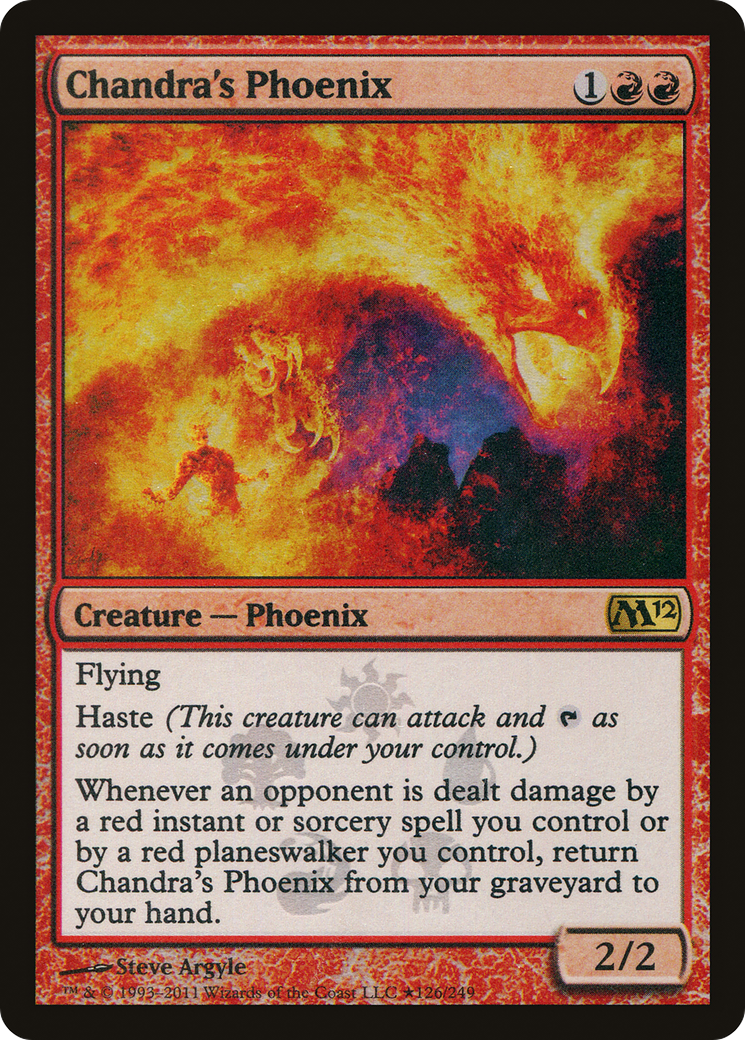 Chandra's Phoenix 1
Creature — Phoenix M12
Flying
Haste (This creature can attack and as
soon as it comes under your control.)
Whenever an opponent is dealt damage by
a red instant or sorcery spell you control or
by a red planeswalker you control, return
Chandra's Phoenix from your graveyard to
your hand.
2/2
Steve Argyle
™ & © 1993–2011 Wizards of the Coast LLC ★126/249